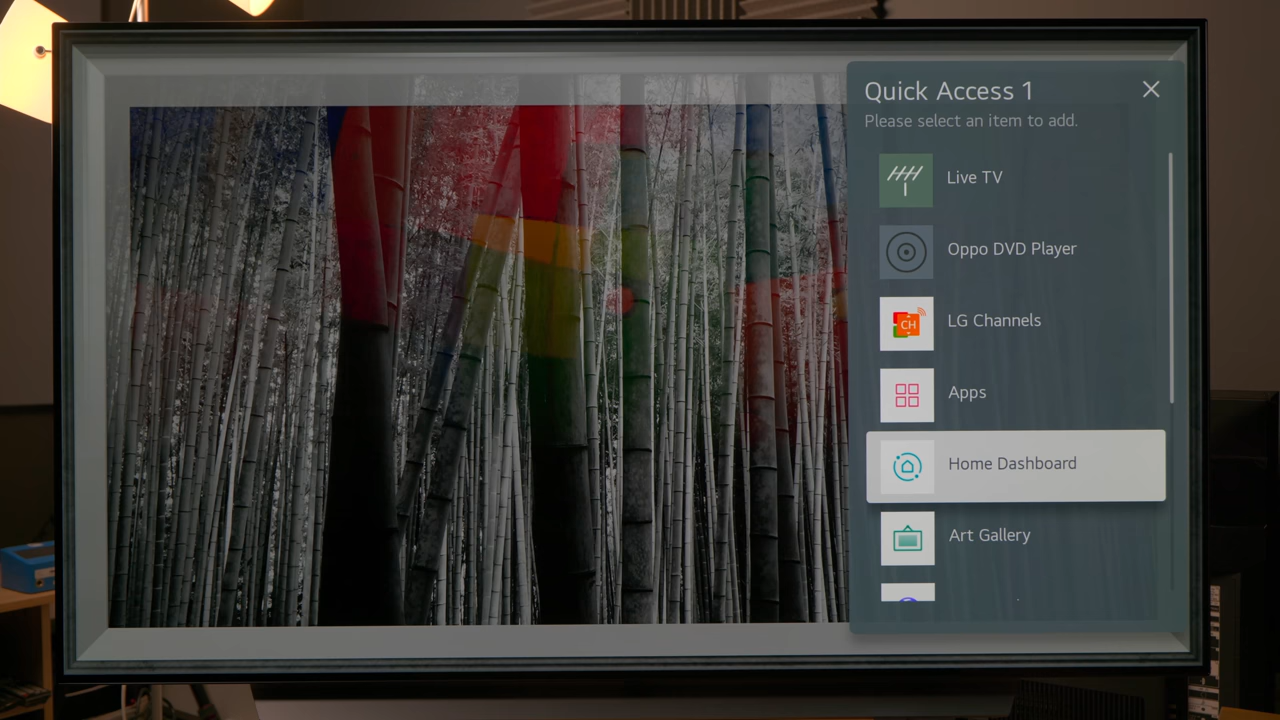 Quick Access 1
Please select an item to add.
Live TV
Oppo DVD Player
CH
LG Channels
Apps
Home Dashboard
Art Gallery